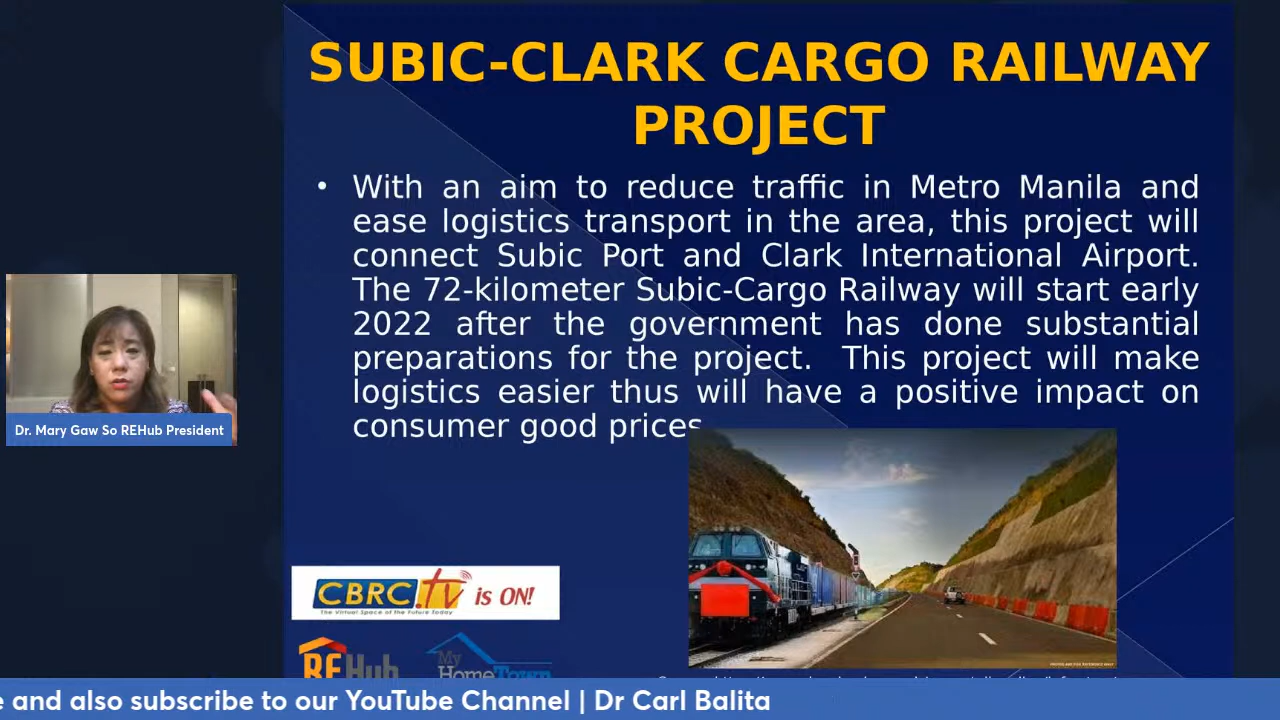 SUBIC-CLARK CARGO RAILWAY
PROJECT
• With an aim to reduce traffic in Metro Manila and
ease logistics transport in the area, this project will
connect Subic Port and Clark International Airport.
The 72-kilometer Subic-Cargo Railway will start early
2022 after the government has done substantial
preparations for the project. This project will make
logistics easier thus will have a positive impact on
consumer good prices
Dr. Mary Gaw So REHub President
CBRC.tv is ON!
The Virtual Space of the Future Today
REHub
My
HomeTown
and also subscribe to our YouTube Channel | Dr Carl Balita